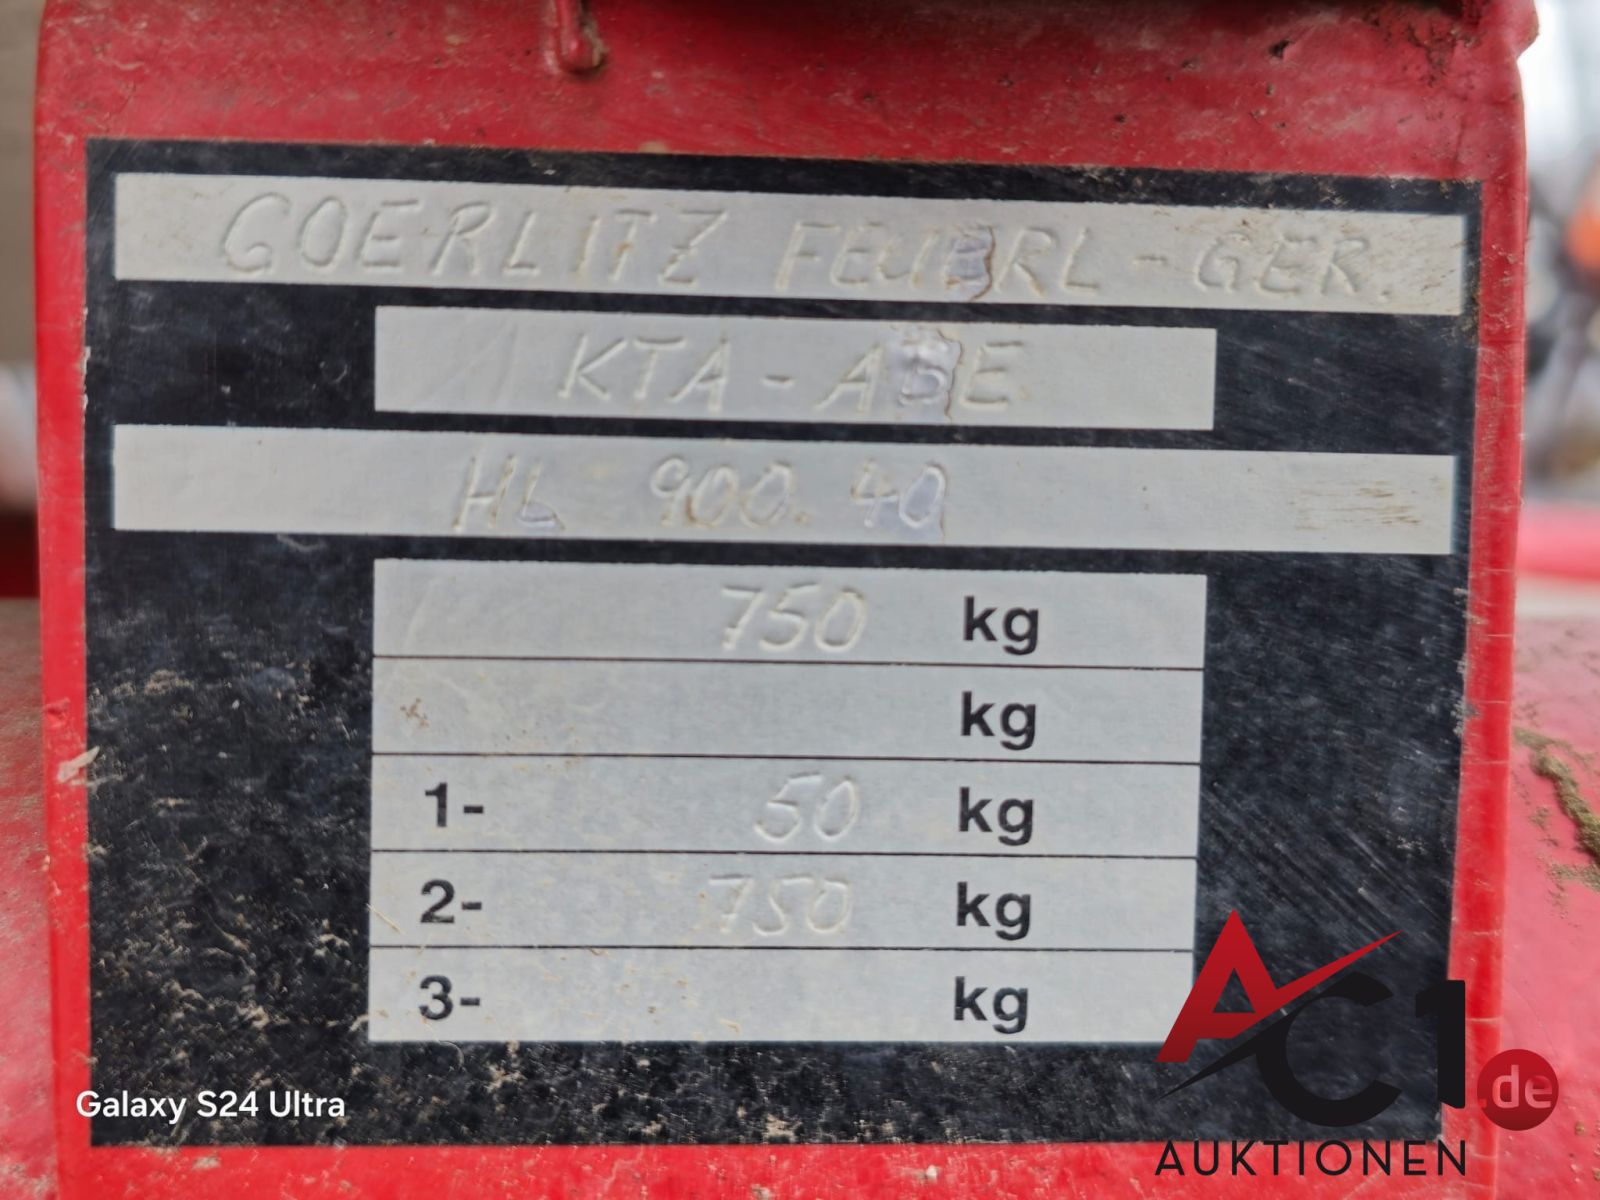 GOERLITZ FEUERL-GER.
KTA-ABE
HL 900.40
750 kg
kg
1- 50 kg
2- 750 kg
3- kg
Galaxy S24 Ultra
AC1.de
AUKTIONEN